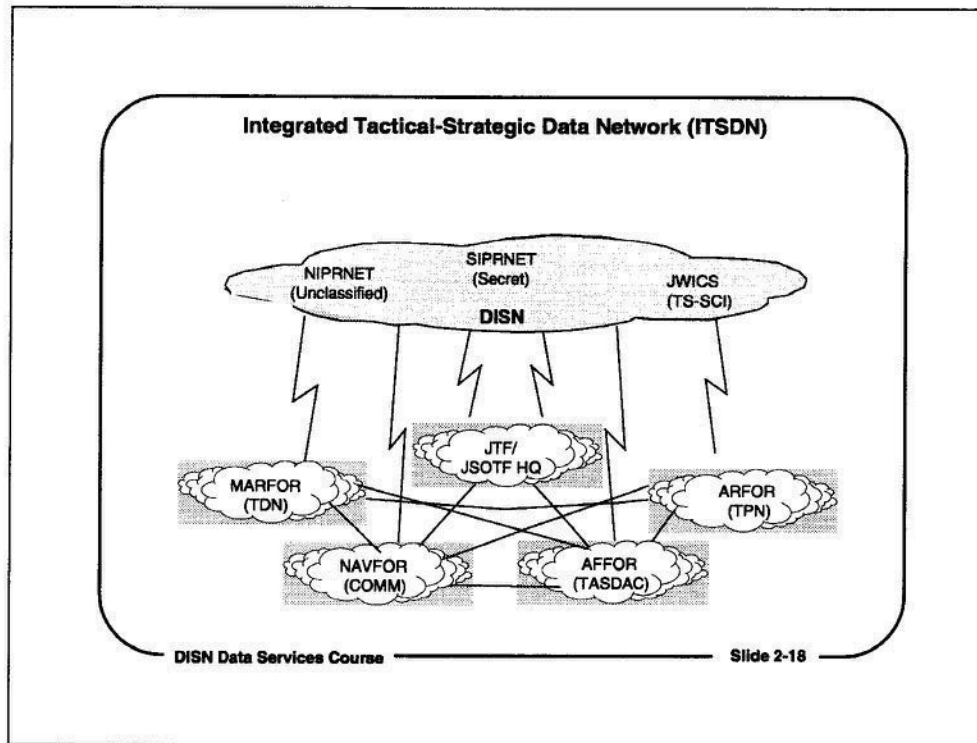 Integrated Tactical-Strategic Data Network (ITSDN)
NIPRNET
(Unclassified)
SIPRNET
(Secret)
JWICS
(TS-SCI)
DISN
JTF/
JSOTF HQ
MARFOR
(TDN)
ARFOR
(TPN)
NAVFOR
(COMM)
AFFOR
(TASDAC)
DISN Data Services Course
Slide 2-18